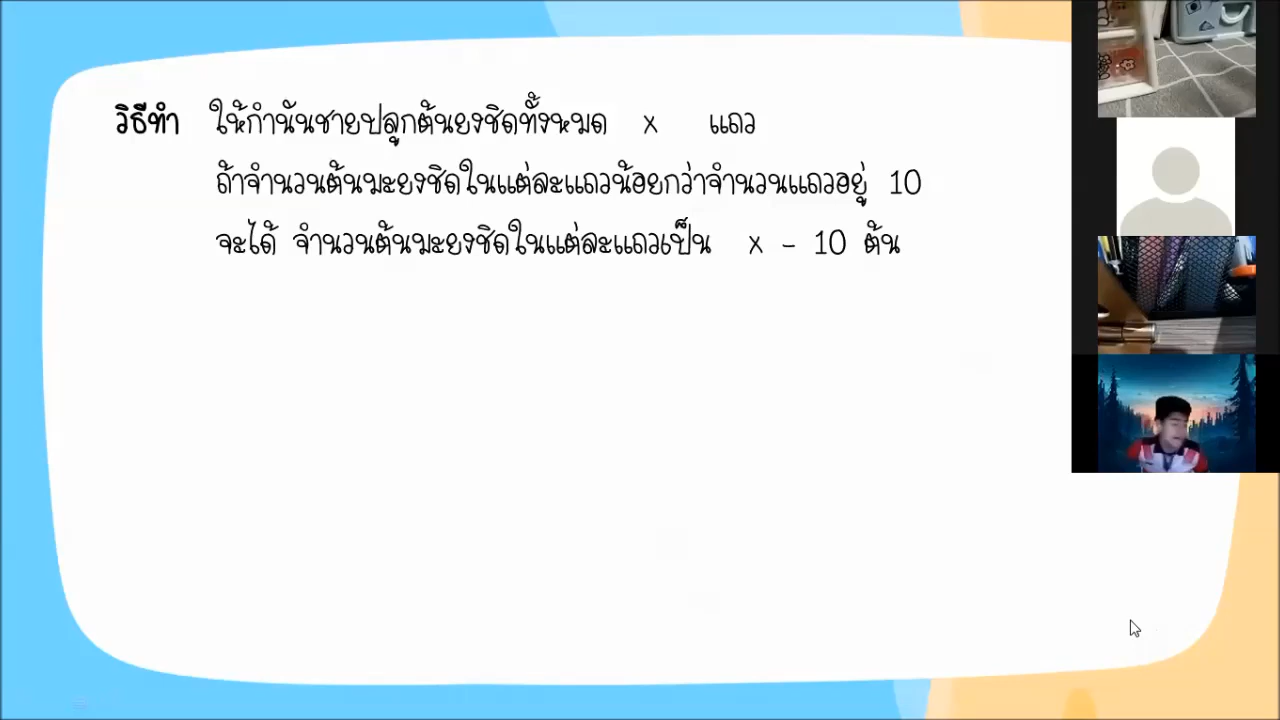 วิธีทำ ให้กำนันชายปลูกต้นยงชิดทั้งหมด x แถว
ถ้าจำนวนต้นมะยงชิดในแต่ละแถวน้อยกว่าจำนวนแถวอยู่ 10
จะได้ จำนวนต้นมะยงชิดในแต่ละแถวเป็น x - 10 ต้น